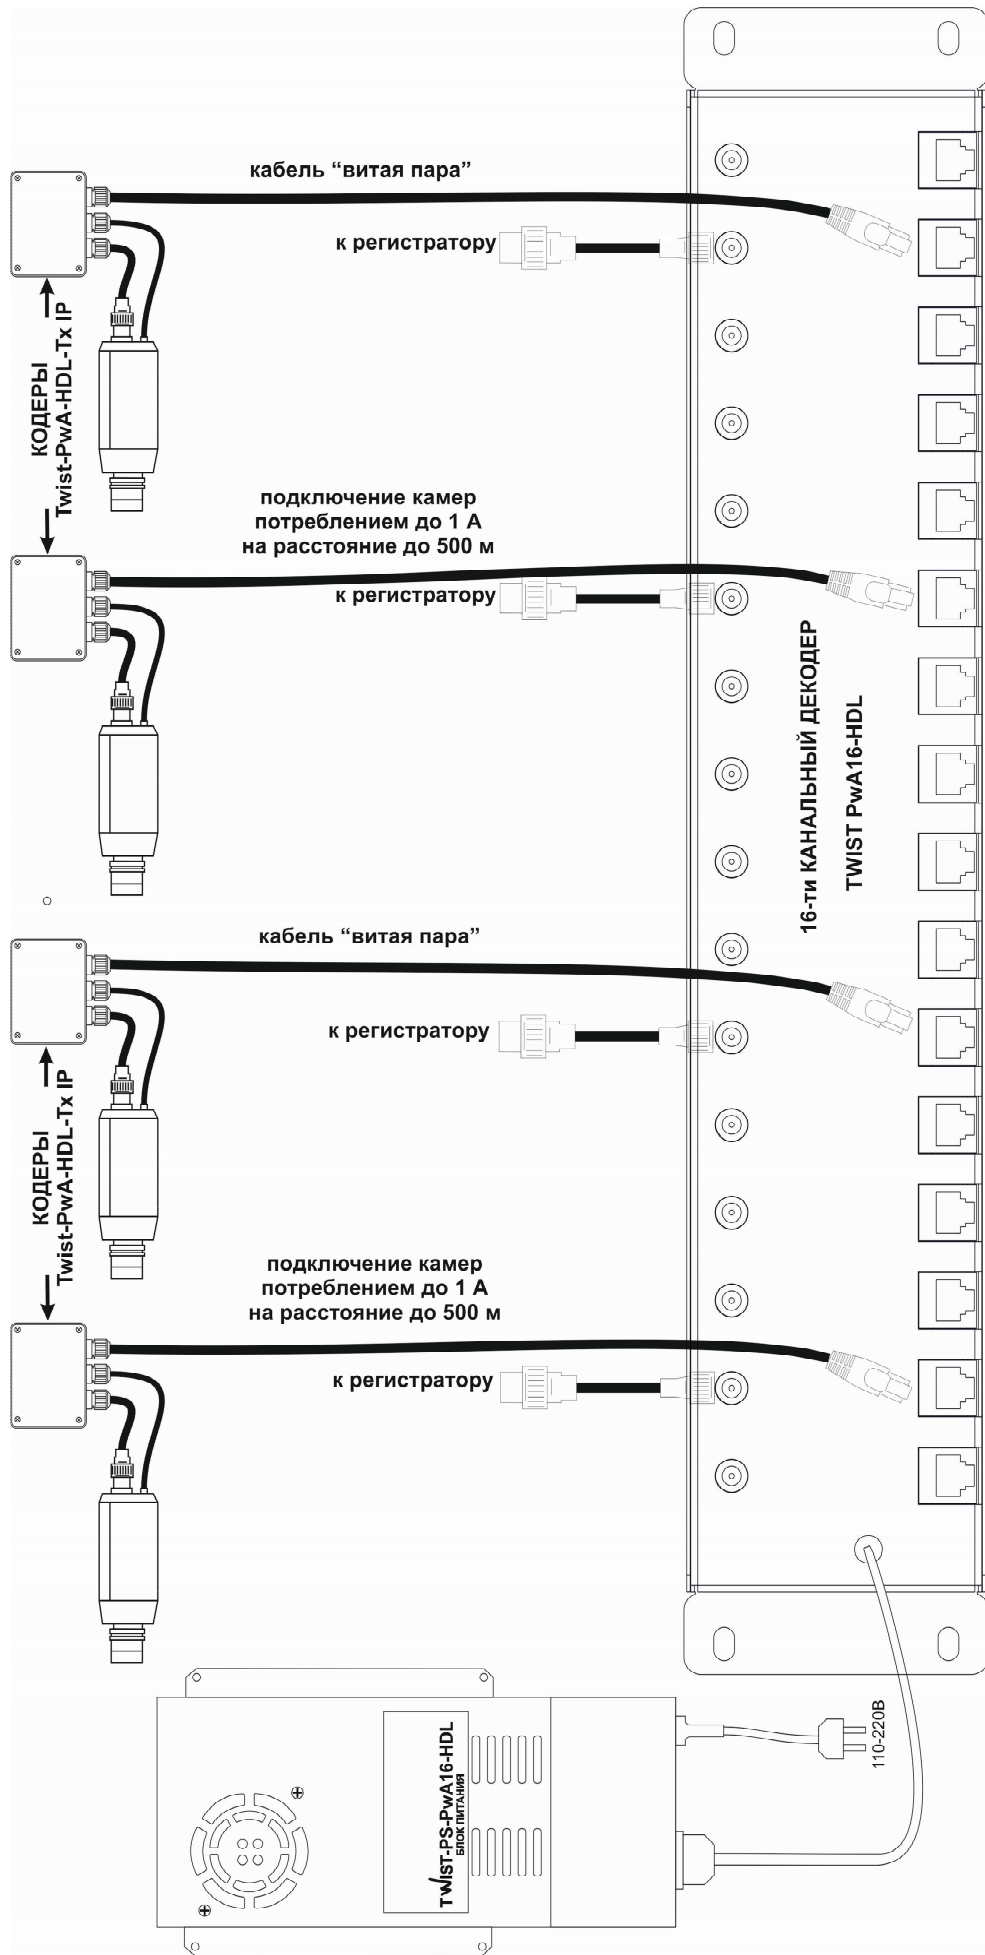 кабель “витая пара”
к регистратору
КОДЕРЫ
Twist-PwA-HDL-Tx IP
подключение камер
потреблением до 1 А
на расстояние до 500 м
к регистратору
16-ти КАНАЛЬНЫЙ ДЕКОДЕР
TWIST PwA16-HDL
кабель “витая пара”
к регистратору
КОДЕРЫ
Twist-PwA-HDL-Tx IP
подключение камер
потреблением до 1 А
на расстояние до 500 м
к регистратору
TWIST-PS-PwA16-HDL
БЛОК ПИТАНИЯ
110-220В